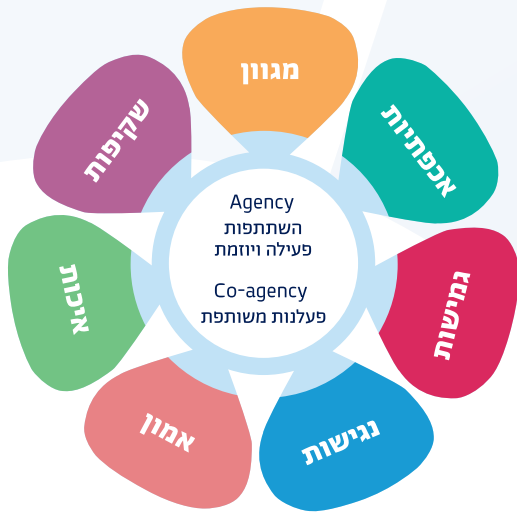 מגוון
אכפתיות
גמישות
נגישות
אמון
איכות
שקיפות
Agency
השתתפות
פעילה ויוזמת
Co-agency
פעלנות משותפת